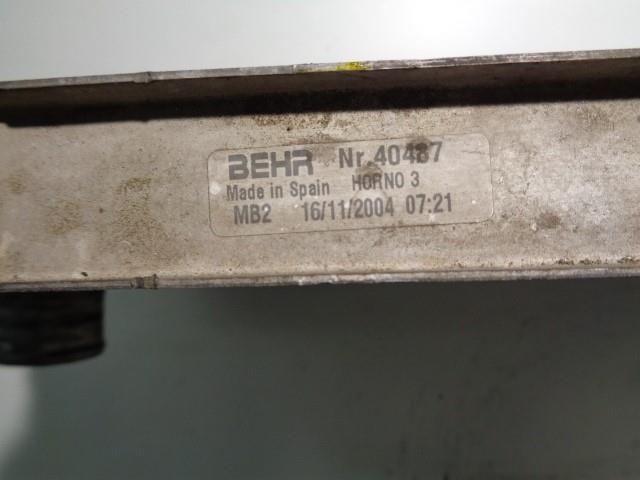 BEHR Nr.40487
Made in Spain HORNO 3
MB2 16/11/2004 07:21